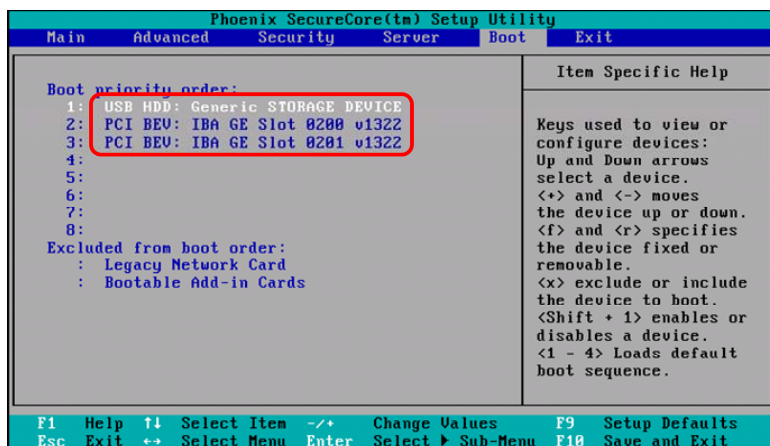 Phoenix SecureCore(tm) Setup Utility
Main Advanced Security Server Boot Exit
Item Specific Help
Boot priority order:
1: USB HDD: Generic STORAGE DEVICE
2: PCI BEV: IBA GE Slot 0200 v1322
3: PCI BEV: IBA GE Slot 0201 v1322
4:
5:
6:
7:
8:
Excluded from boot order:
: Legacy Network Card
: Bootable Add-in Cards
Keys used to view or
configure devices:
Up and Down arrows
select a device.
<+> and <-> moves
the device up or down.
<f> and <r> specifies
the device fixed or
removable.
<x> exclude or include
the device to boot.
<Shift + 1> enables or
disables a device.
<1 - 4> Loads default
boot sequence.
F1 Help ↑↓ Select Item -/+ Change Values F9 Setup Defaults
Esc Exit ↔ Select Menu Enter Select ▶ Sub-Menu F10 Save and Exit